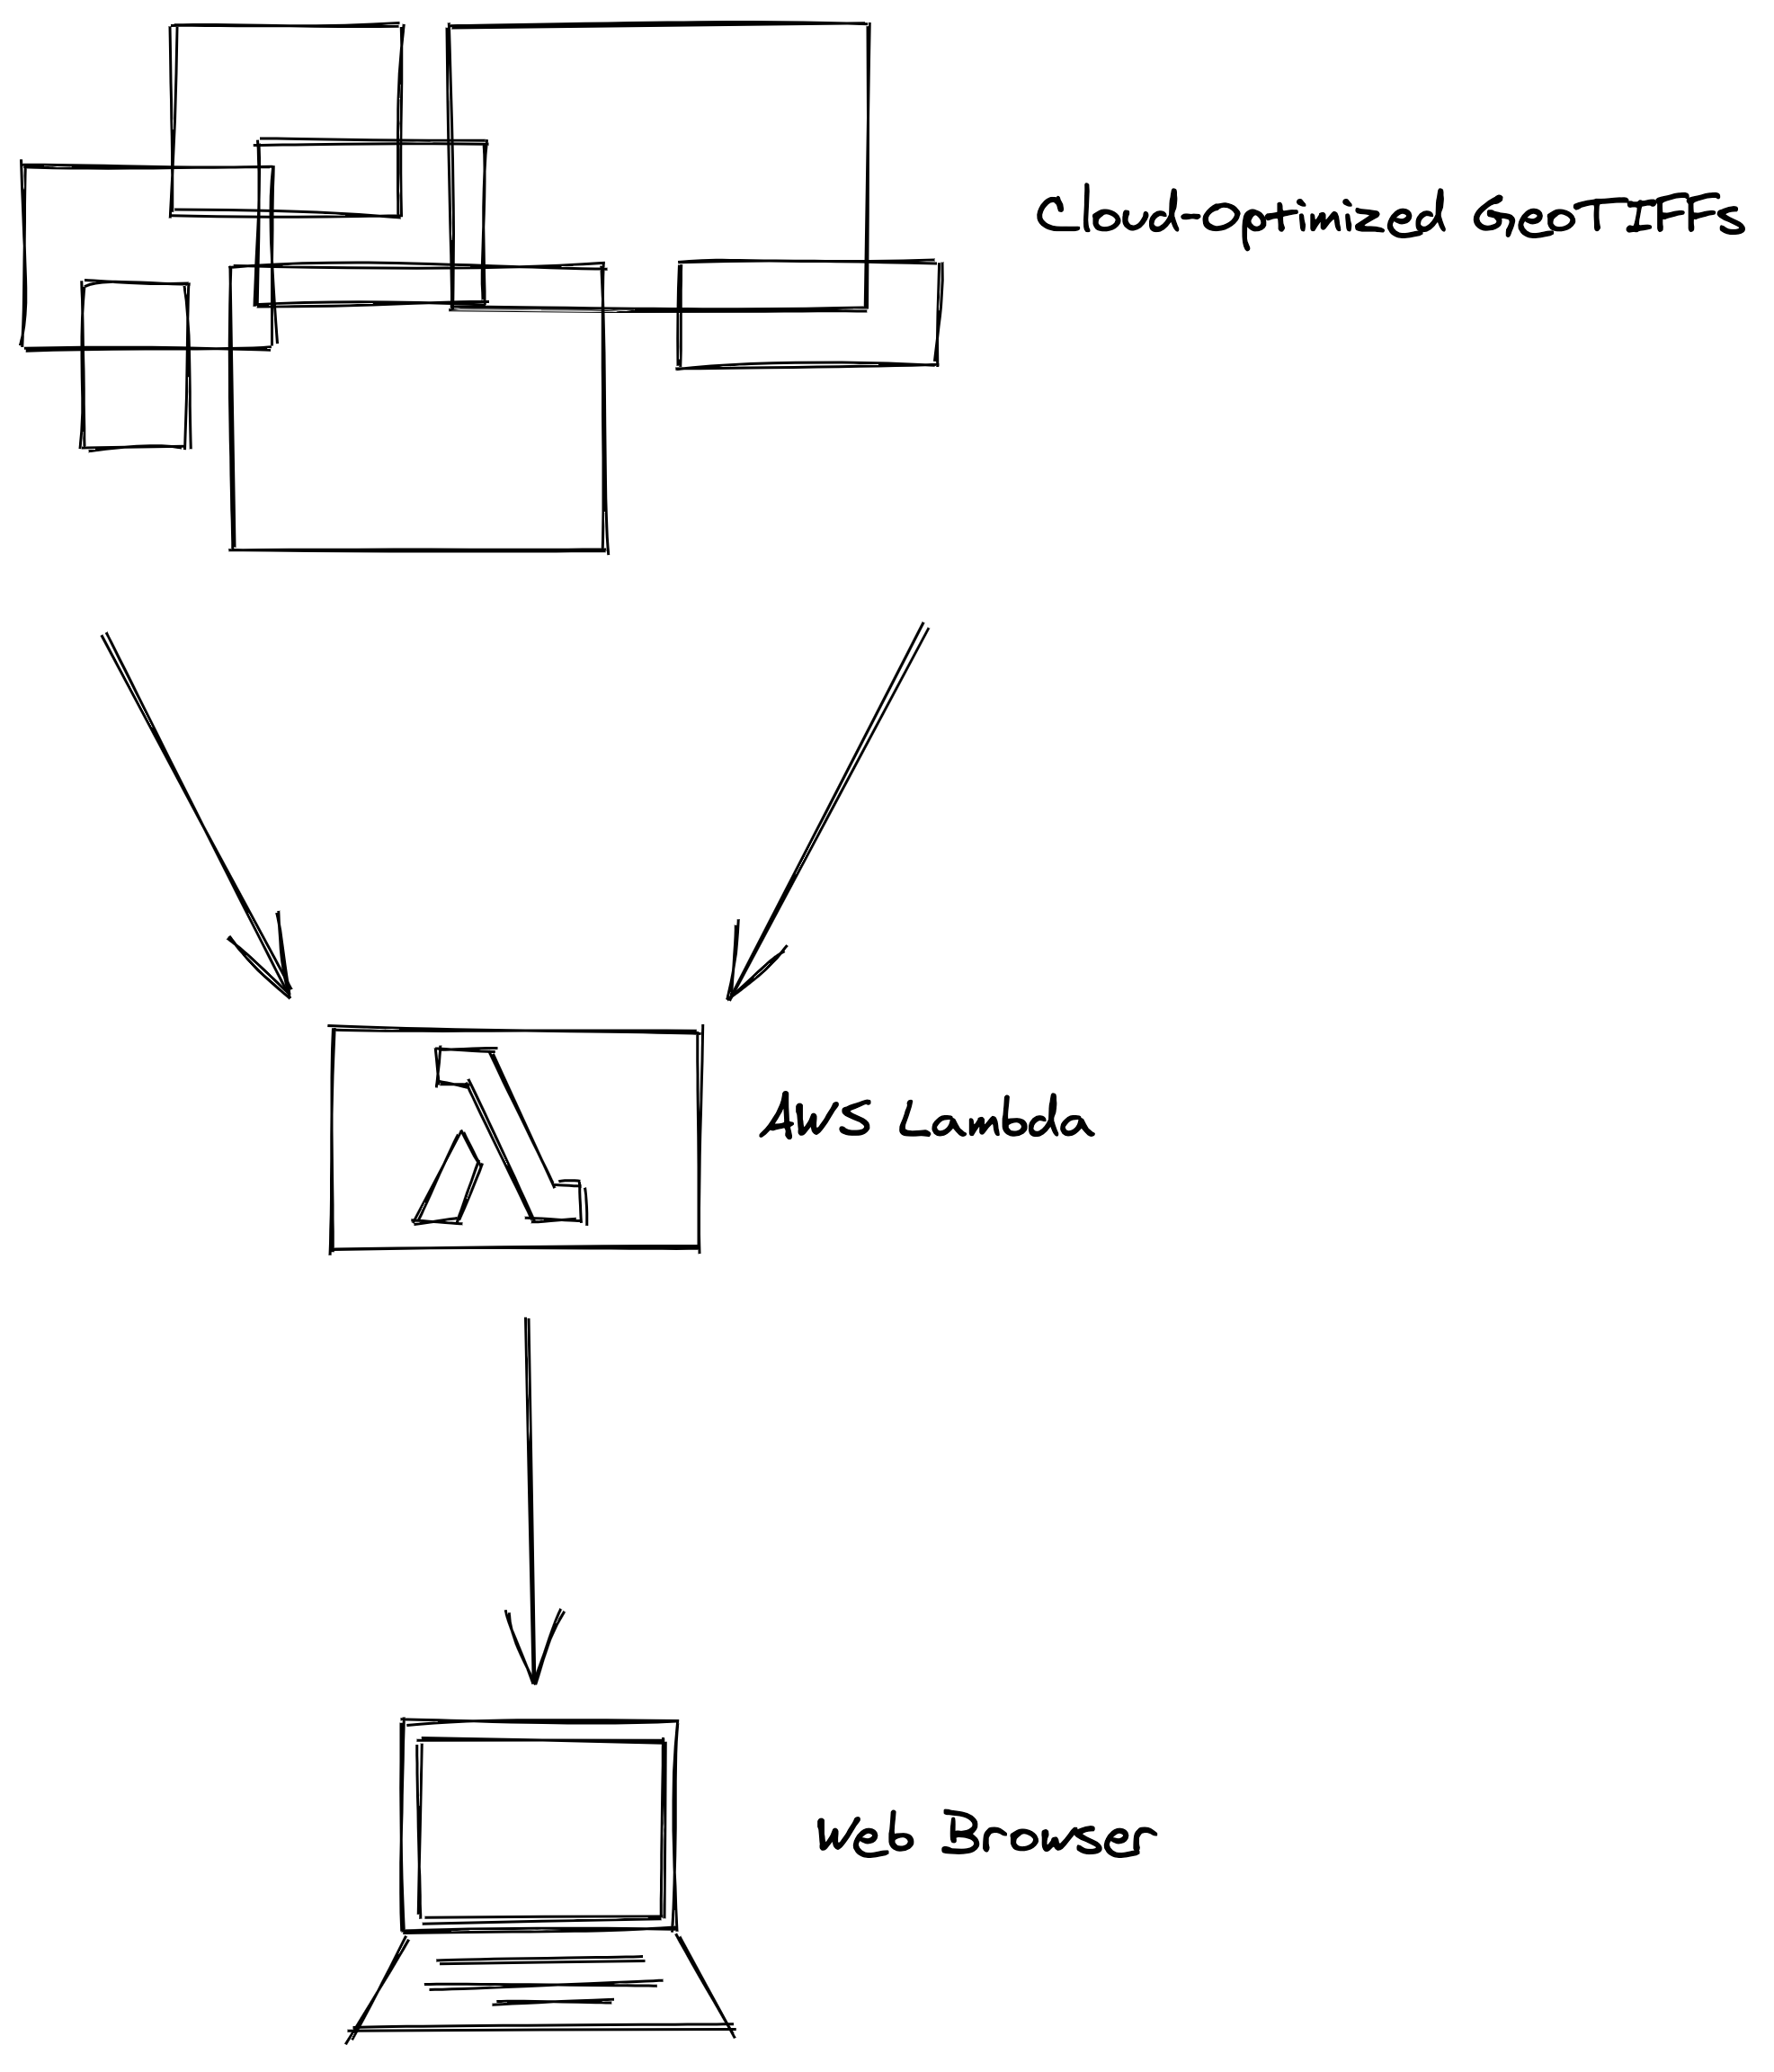 Cloud-Optimized GeoTIFFs
AWS Lambda
Web Browser